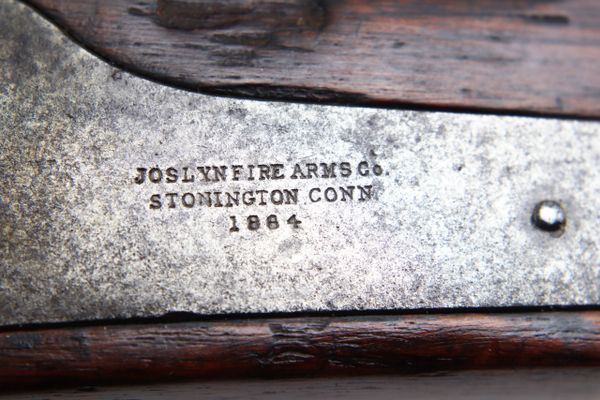 JOSLYN FIRE ARMS Co.
STONINGTON CONN.
1864